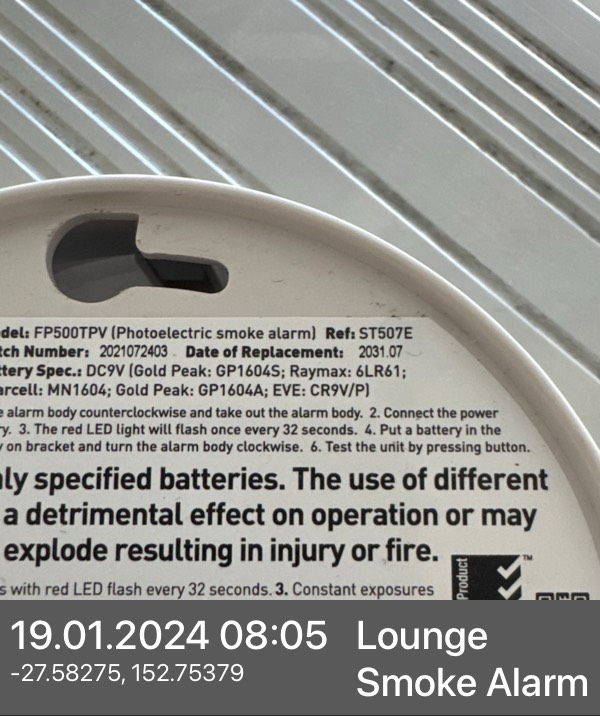 del: FP500TPV (Photoelectric smoke alarm) Ref: ST507E
tch Number: 2021072403 Date of Replacement: 2031.07
ttery Spec.: DC9V (Gold Peak: GP1604S; Raymax: 6LR61;
arcell: MN1604; Gold Peak: GP1604A; EVE: CR9V/P)
e alarm body counterclockwise and take out the alarm body. 2. Connect the power
ry. 3. The red LED light will flash once every 32 seconds. 4. Put a battery in the
y on bracket and turn the alarm body clockwise. 6. Test the unit by pressing button.
nly specified batteries. The use of different
a detrimental effect on operation or may
explode resulting in injury or fire.
Product
TM
s with red LED flash every 32 seconds. 3. Constant exposures
19.01.2024 08:05
-27.58275, 152.75379
Lounge
Smoke Alarm